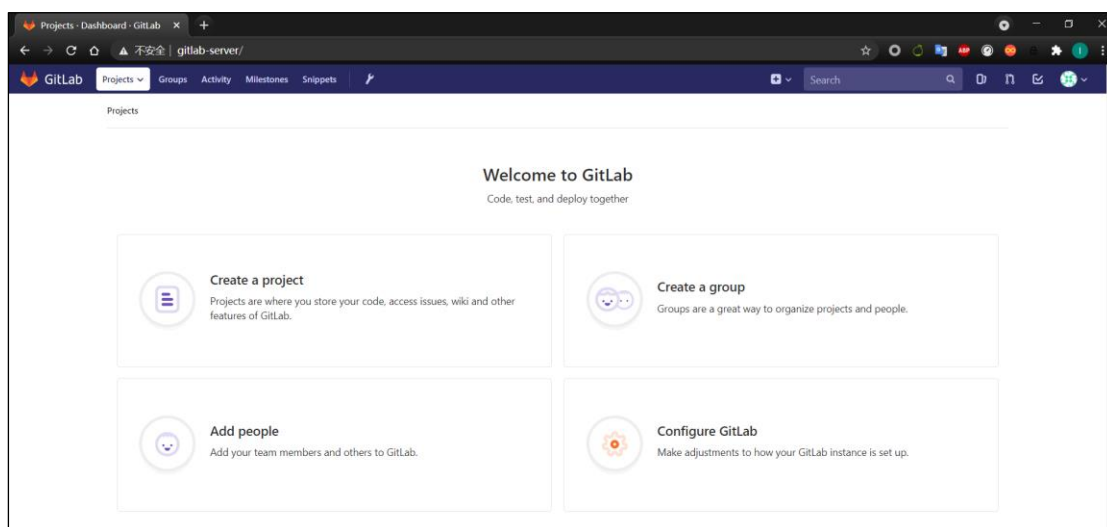 Projects · Dashboard · GitLab
不安全 | gitlab-server/
GitLab Projects Groups Activity Milestones Snippets Search
Projects
Welcome to GitLab
Code, test, and deploy together
Create a project
Projects are where you store your code, access issues, wiki and other
features of GitLab.
Create a group
Groups are a great way to organize projects and people.
Add people
Add your team members and others to GitLab.
Configure GitLab
Make adjustments to how your GitLab instance is set up.